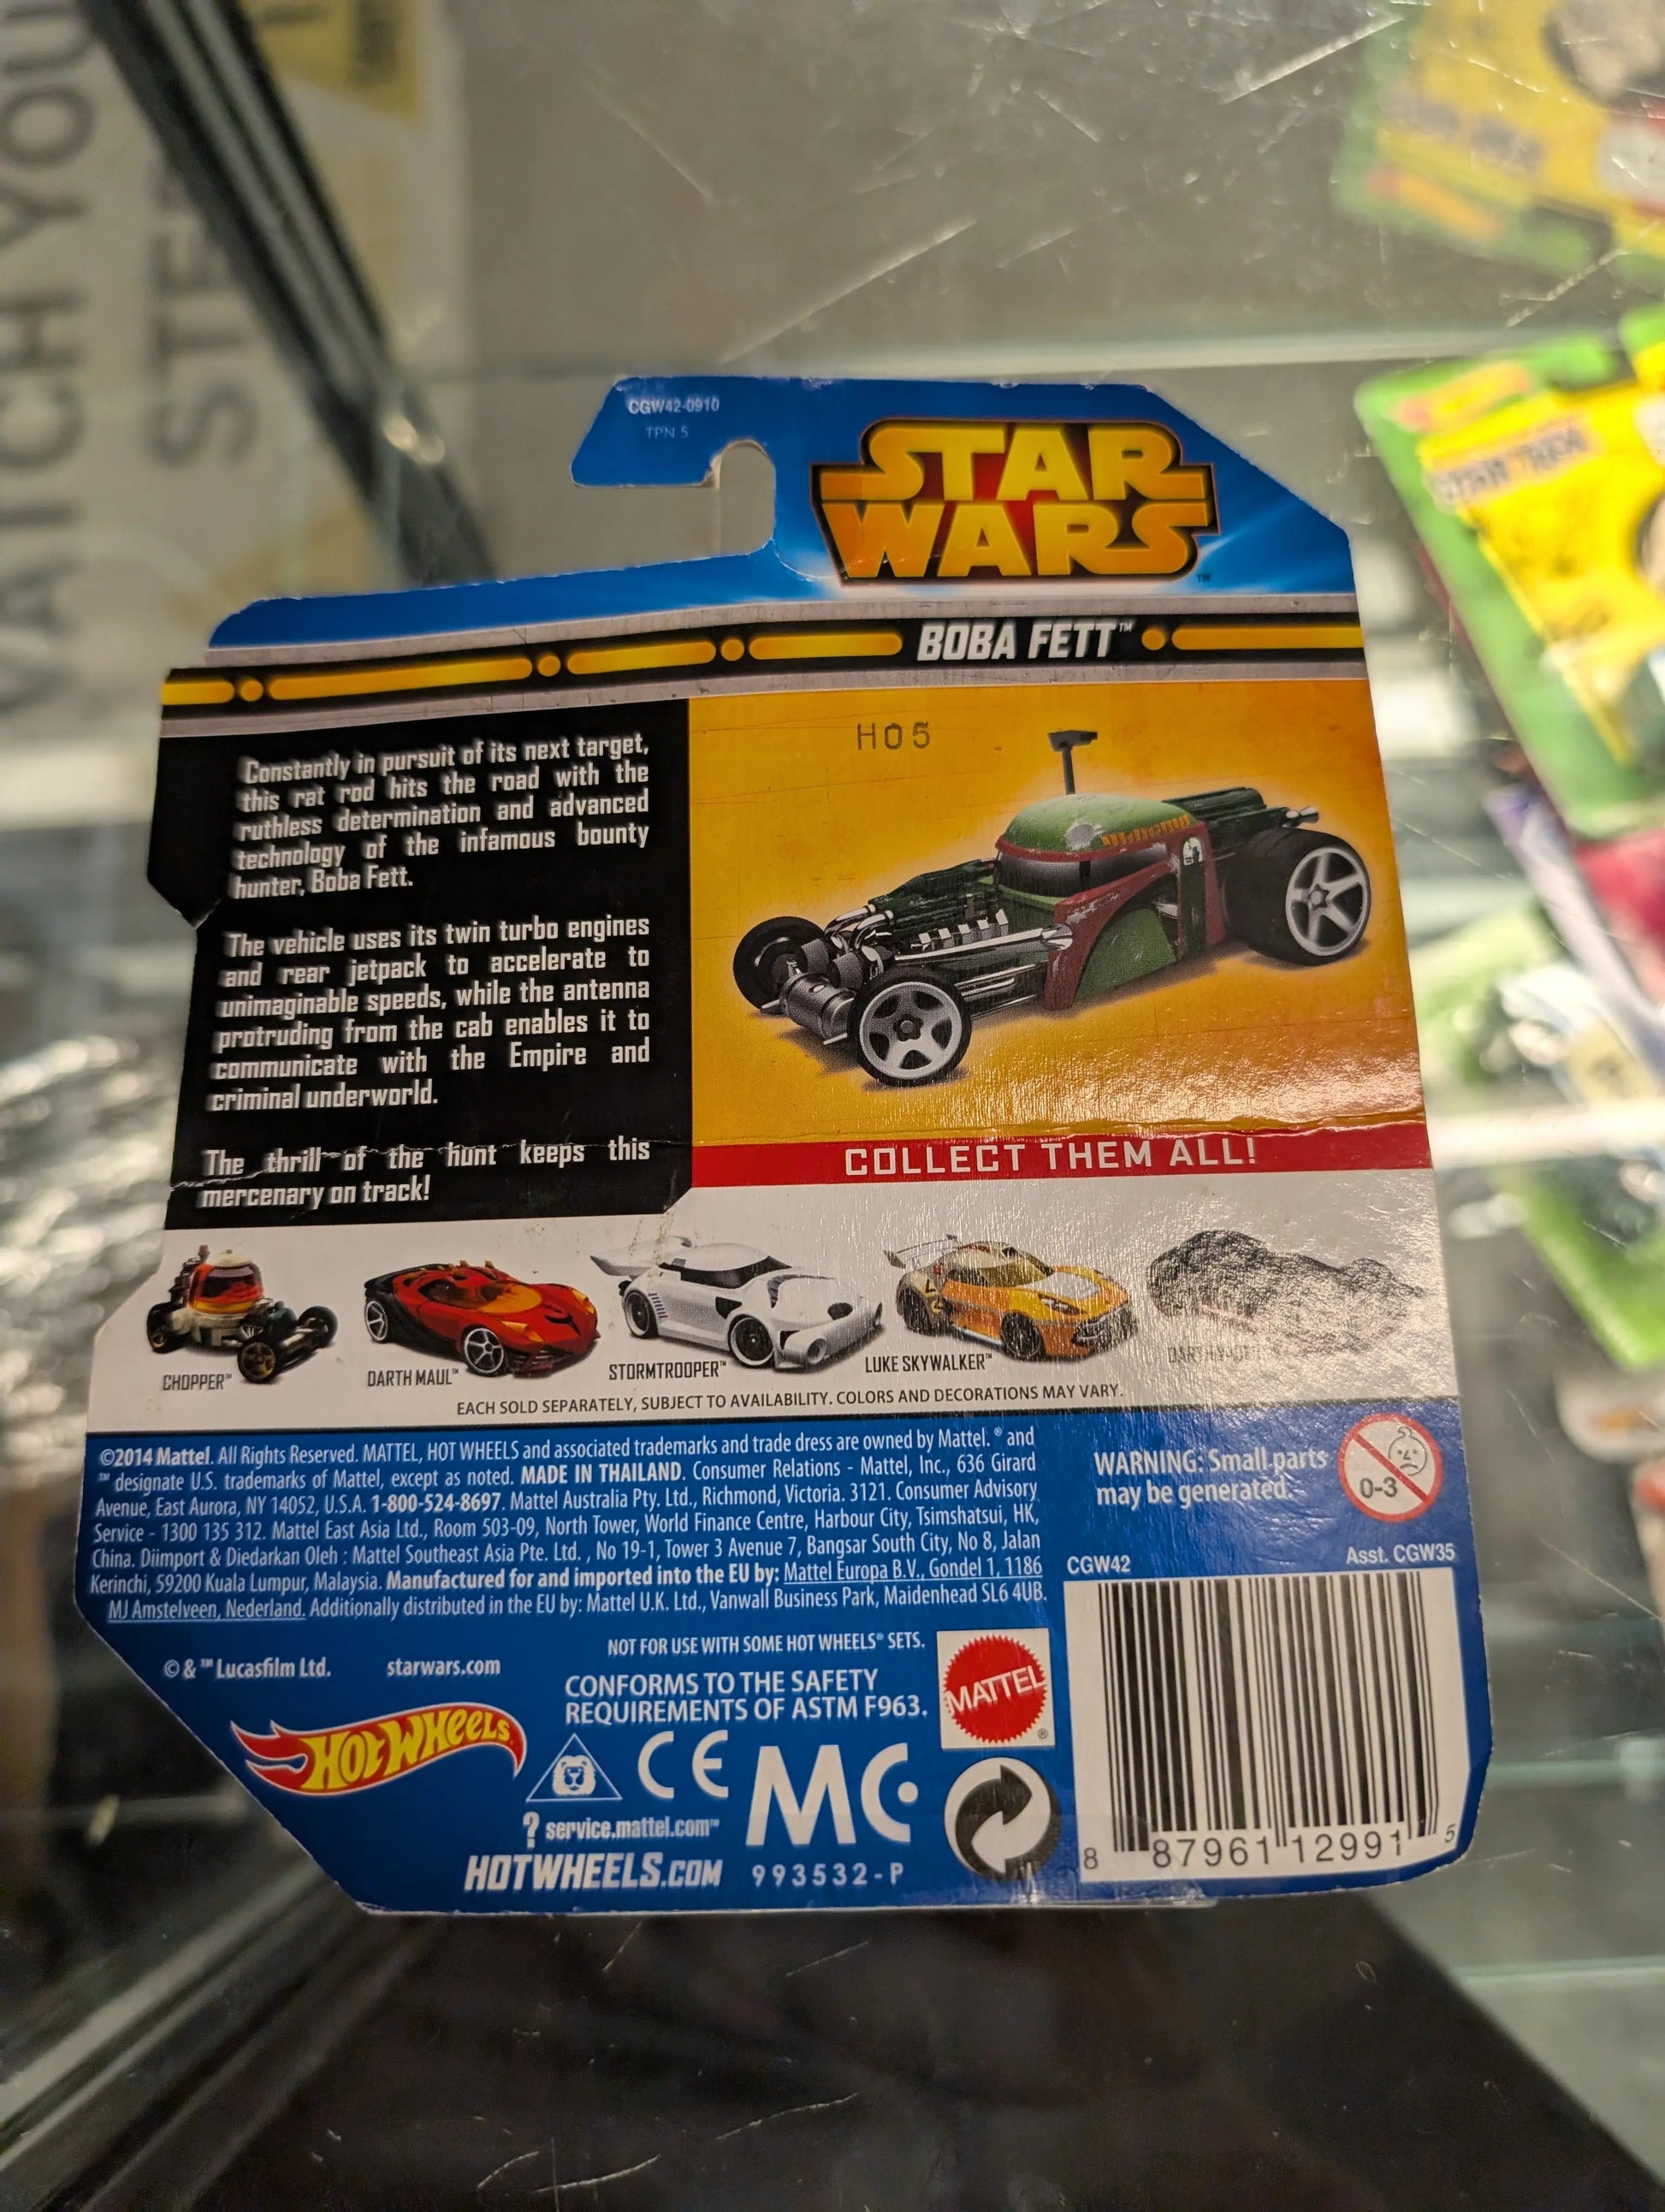 CGW42-0910
TPN 5
STAR
WARS™
BOBA FETT™
Constantly in pursuit of its next target,
this rat rod hits the road with the
ruthless determination and advanced
technology of the infamous bounty
hunter, Boba Fett.
The vehicle uses its twin turbo engines
and rear jetpack to accelerate to
unimaginable speeds, while the antenna
protruding from the cab enables it to
communicate with the Empire and
criminal underworld.
The thrill of the hunt keeps this
mercenary on track!
H05
COLLECT THEM ALL!
CHOPPER™
DARTH MAUL™
STORMTROOPER™
LUKE SKYWALKER™
DARTH VADER
EACH SOLD SEPARATELY, SUBJECT TO AVAILABILITY. COLORS AND DECORATIONS MAY VARY.
©2014 Mattel. All Rights Reserved. MATTEL, HOT WHEELS and associated trademarks and trade dress are owned by Mattel. ® and
™ designate U.S. trademarks of Mattel, except as noted. MADE IN THAILAND. Consumer Relations - Mattel, Inc., 636 Girard
Avenue, East Aurora, NY 14052, U.S.A. 1-800-524-8697. Mattel Australia Pty. Ltd., Richmond, Victoria. 3121. Consumer Advisory
Service - 1300 135 312. Mattel East Asia Ltd., Room 503-09, North Tower, World Finance Centre, Harbour City, Tsimshatsui, HK,
China. Diimport & Diedarkan Oleh : Mattel Southeast Asia Pte. Ltd. , No 19-1, Tower 3 Avenue 7, Bangsar South City, No 8, Jalan
Kerinchi, 59200 Kuala Lumpur, Malaysia. Manufactured for and imported into the EU by: Mattel Europa B.V., Gondel 1, 1186
MJ Amstelveen, Nederland. Additionally distributed in the EU by: Mattel U.K. Ltd., Vanwall Business Park, Maidenhead SL6 4UB.
WARNING: Small parts
may be generated.
0-3
CGW42
Asst. CGW35
8 87961 12991 5
© & ™ Lucasfilm Ltd.
starwars.com
NOT FOR USE WITH SOME HOT WHEELS® SETS.
CONFORMS TO THE SAFETY
REQUIREMENTS OF ASTM F963.
MATTEL
®
HOT WHEELS
CE
MC
? service.mattel.com™
HOTWHEELS.COM
993532-P